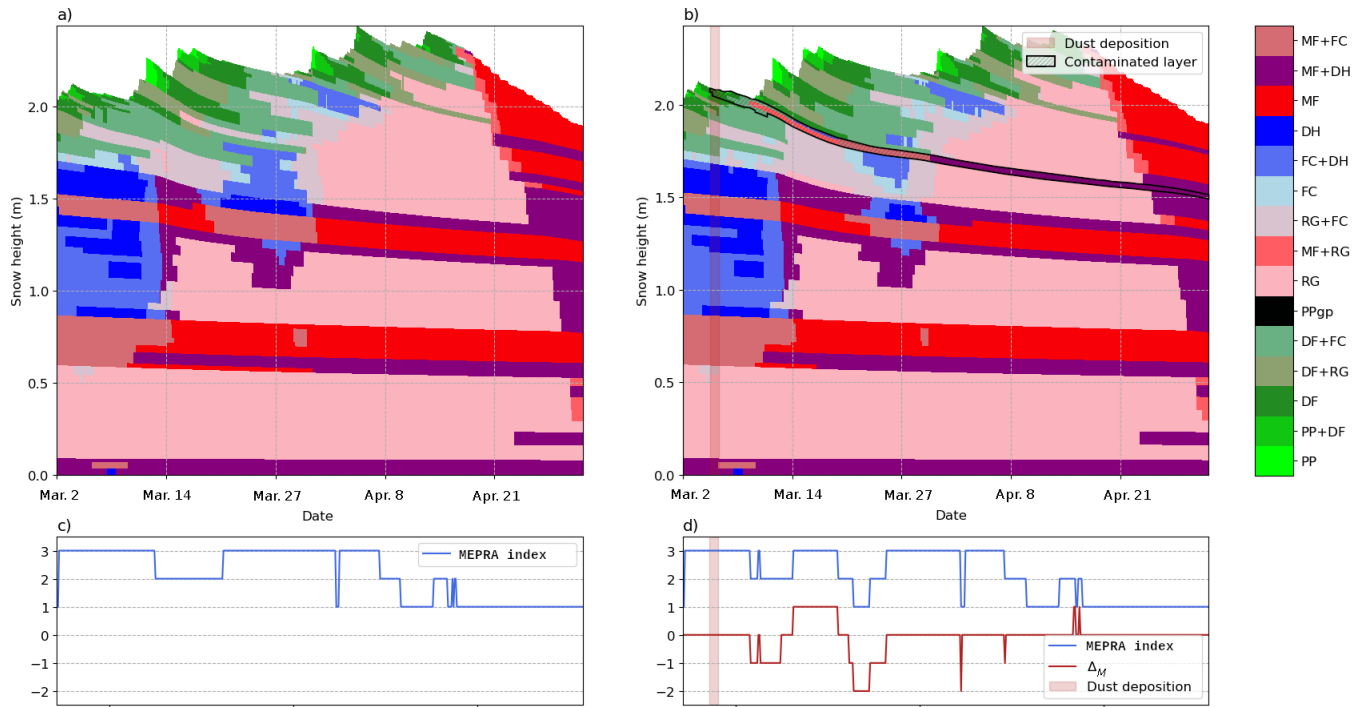 a)
Snow height (m)
2.0
1.5
1.0
0.5
0.0
Mar. 2
Mar. 14
Mar. 27
Apr. 8
Apr. 21
Date
b)
Dust deposition
Contaminated layer
Snow height (m)
2.0
1.5
1.0
0.5
0.0
Mar. 2
Mar. 14
Mar. 27
Apr. 8
Apr. 21
Date
MF+FC
MF+DH
MF
DH
FC+DH
FC
RG+FC
MF+RG
RG
PPgp
DF+FC
DF+RG
DF
PP+DF
PP
c)
MEPRA index
3
2
1
0
−1
−2
d)
3
2
1
0
−1
−2
MEPRA index
Δ_M
Dust deposition